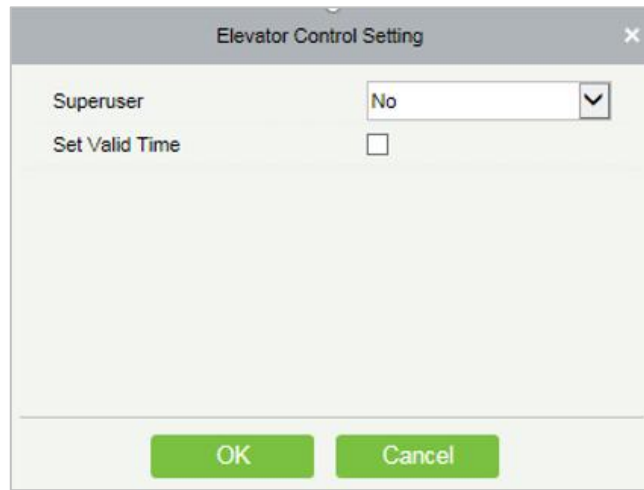 Elevator Control Setting
Superuser No
Set Valid Time
OK Cancel